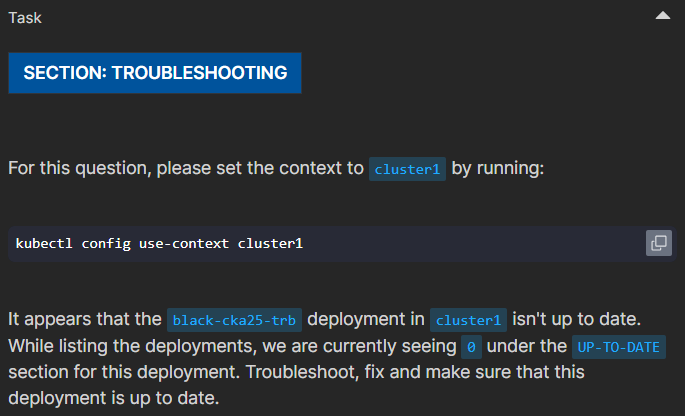 Task
SECTION: TROUBLESHOOTING
For this question, please set the context to cluster1 by running:
kubectl config use-context cluster1
It appears that the black-cka25-trb deployment in cluster1 isn't up to date.
While listing the deployments, we are currently seeing 0 under the UP-TO-DATE
section for this deployment. Troubleshoot, fix and make sure that this
deployment is up to date.